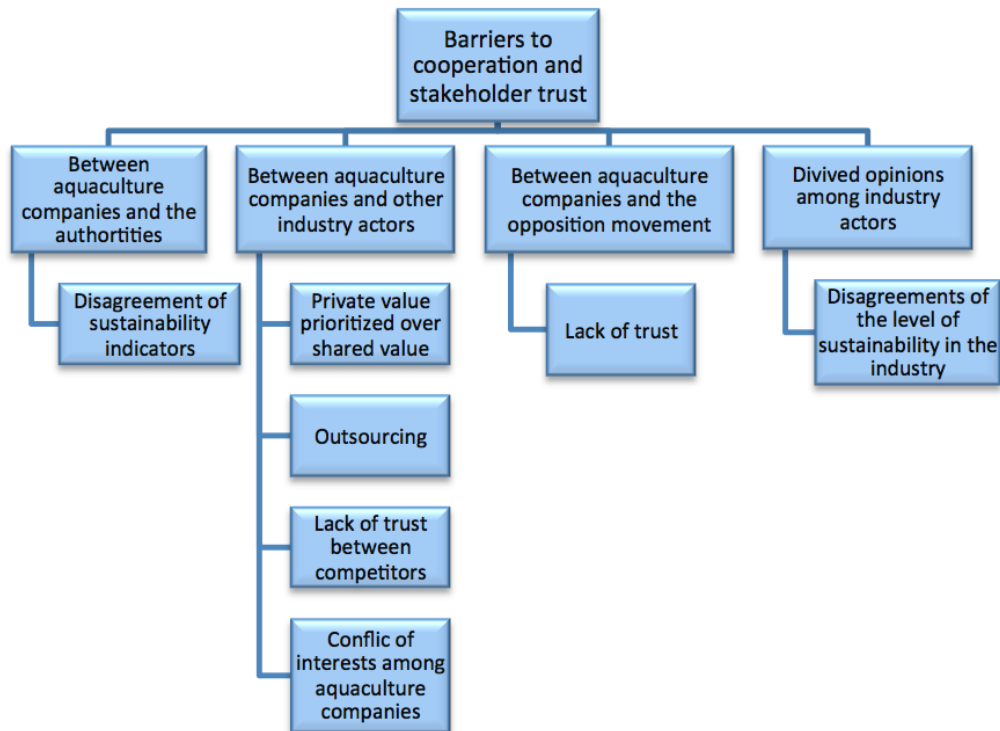 Barriers to
cooperation and
stakeholder trust
Between
aquaculture
companies and the
authortities
Disagreement of
sustainability
indicators
Between aquaculture
companies and other
industry actors
Private value
prioritized over
shared value
Outsourcing
Lack of trust
between
competitors
Conflic of
interests among
aquaculture
companies
Between aquaculture
companies and the
opposition movement
Lack of trust
Divived opinions
among industry
actors
Disagreements of
the level of
sustainability in the
industry